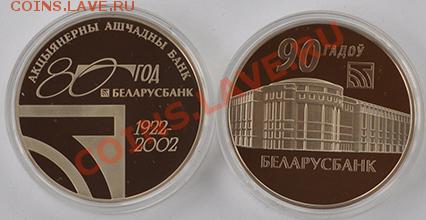 COINS.LAVE.RU
АКЦЫЯНЕРНЫ АШЧАДНЫ БАНК
80 ГОД
БЕЛАРУСБАНК
1922-
2002
90 ГАДОЎ
БЕЛАРУСБАНК
COINS.LAVE.RU